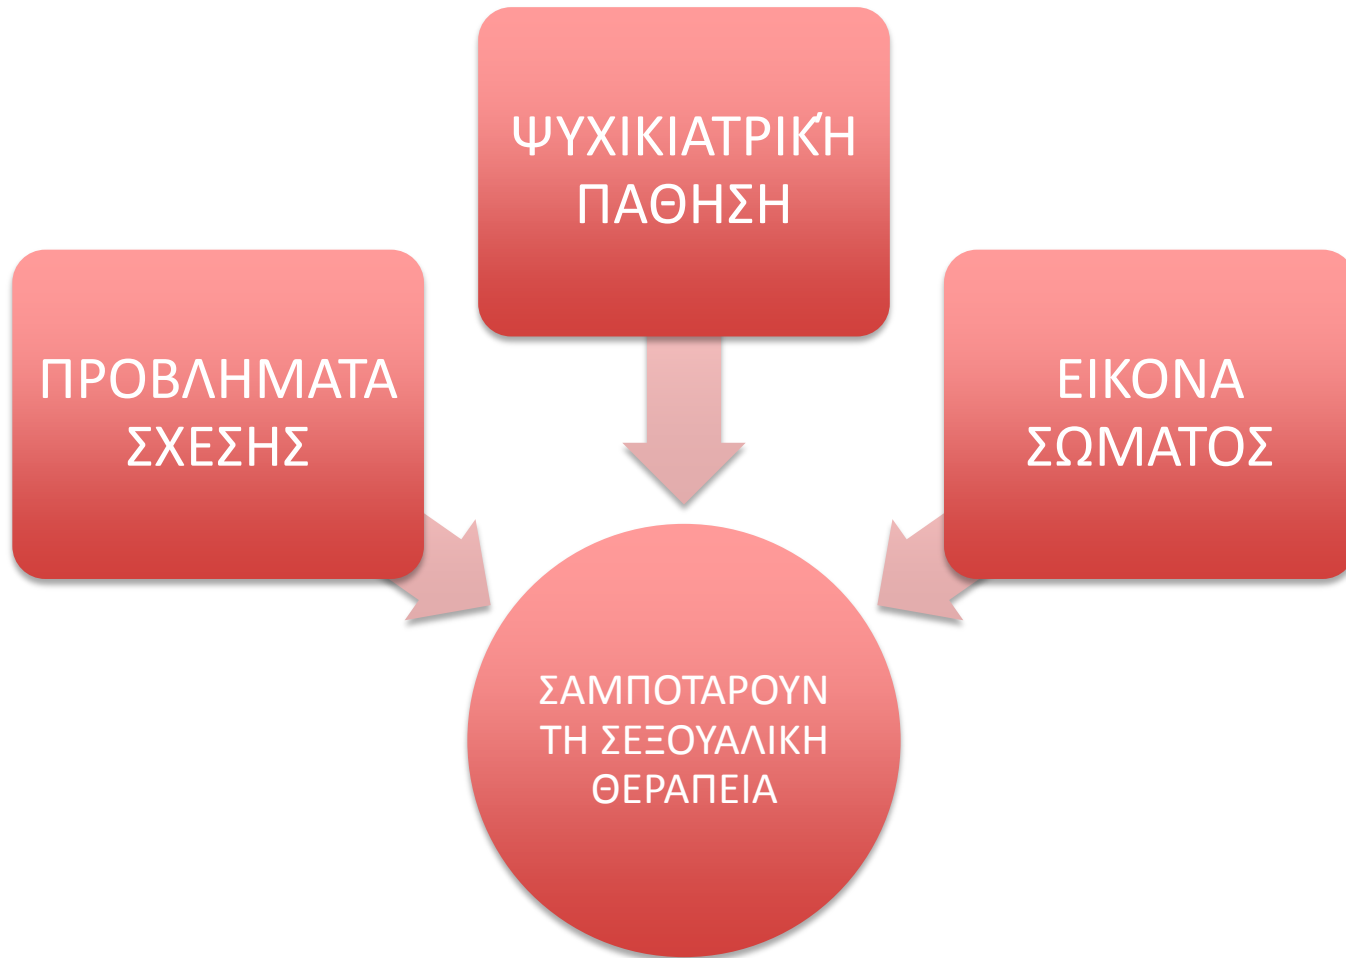 ΨΥΧΙΚΙΑΤΡΙΚΉ
ΠΑΘΗΣΗ
ΠΡΟΒΛΗΜΑΤΑ
ΣΧΕΣΗΣ
ΕΙΚΟΝΑ
ΣΩΜΑΤΟΣ
ΣΑΜΠΟΤΑΡΟΥΝ
ΤΗ ΣΕΞΟΥΑΛΙΚΗ
ΘΕΡΑΠΕΙΑ